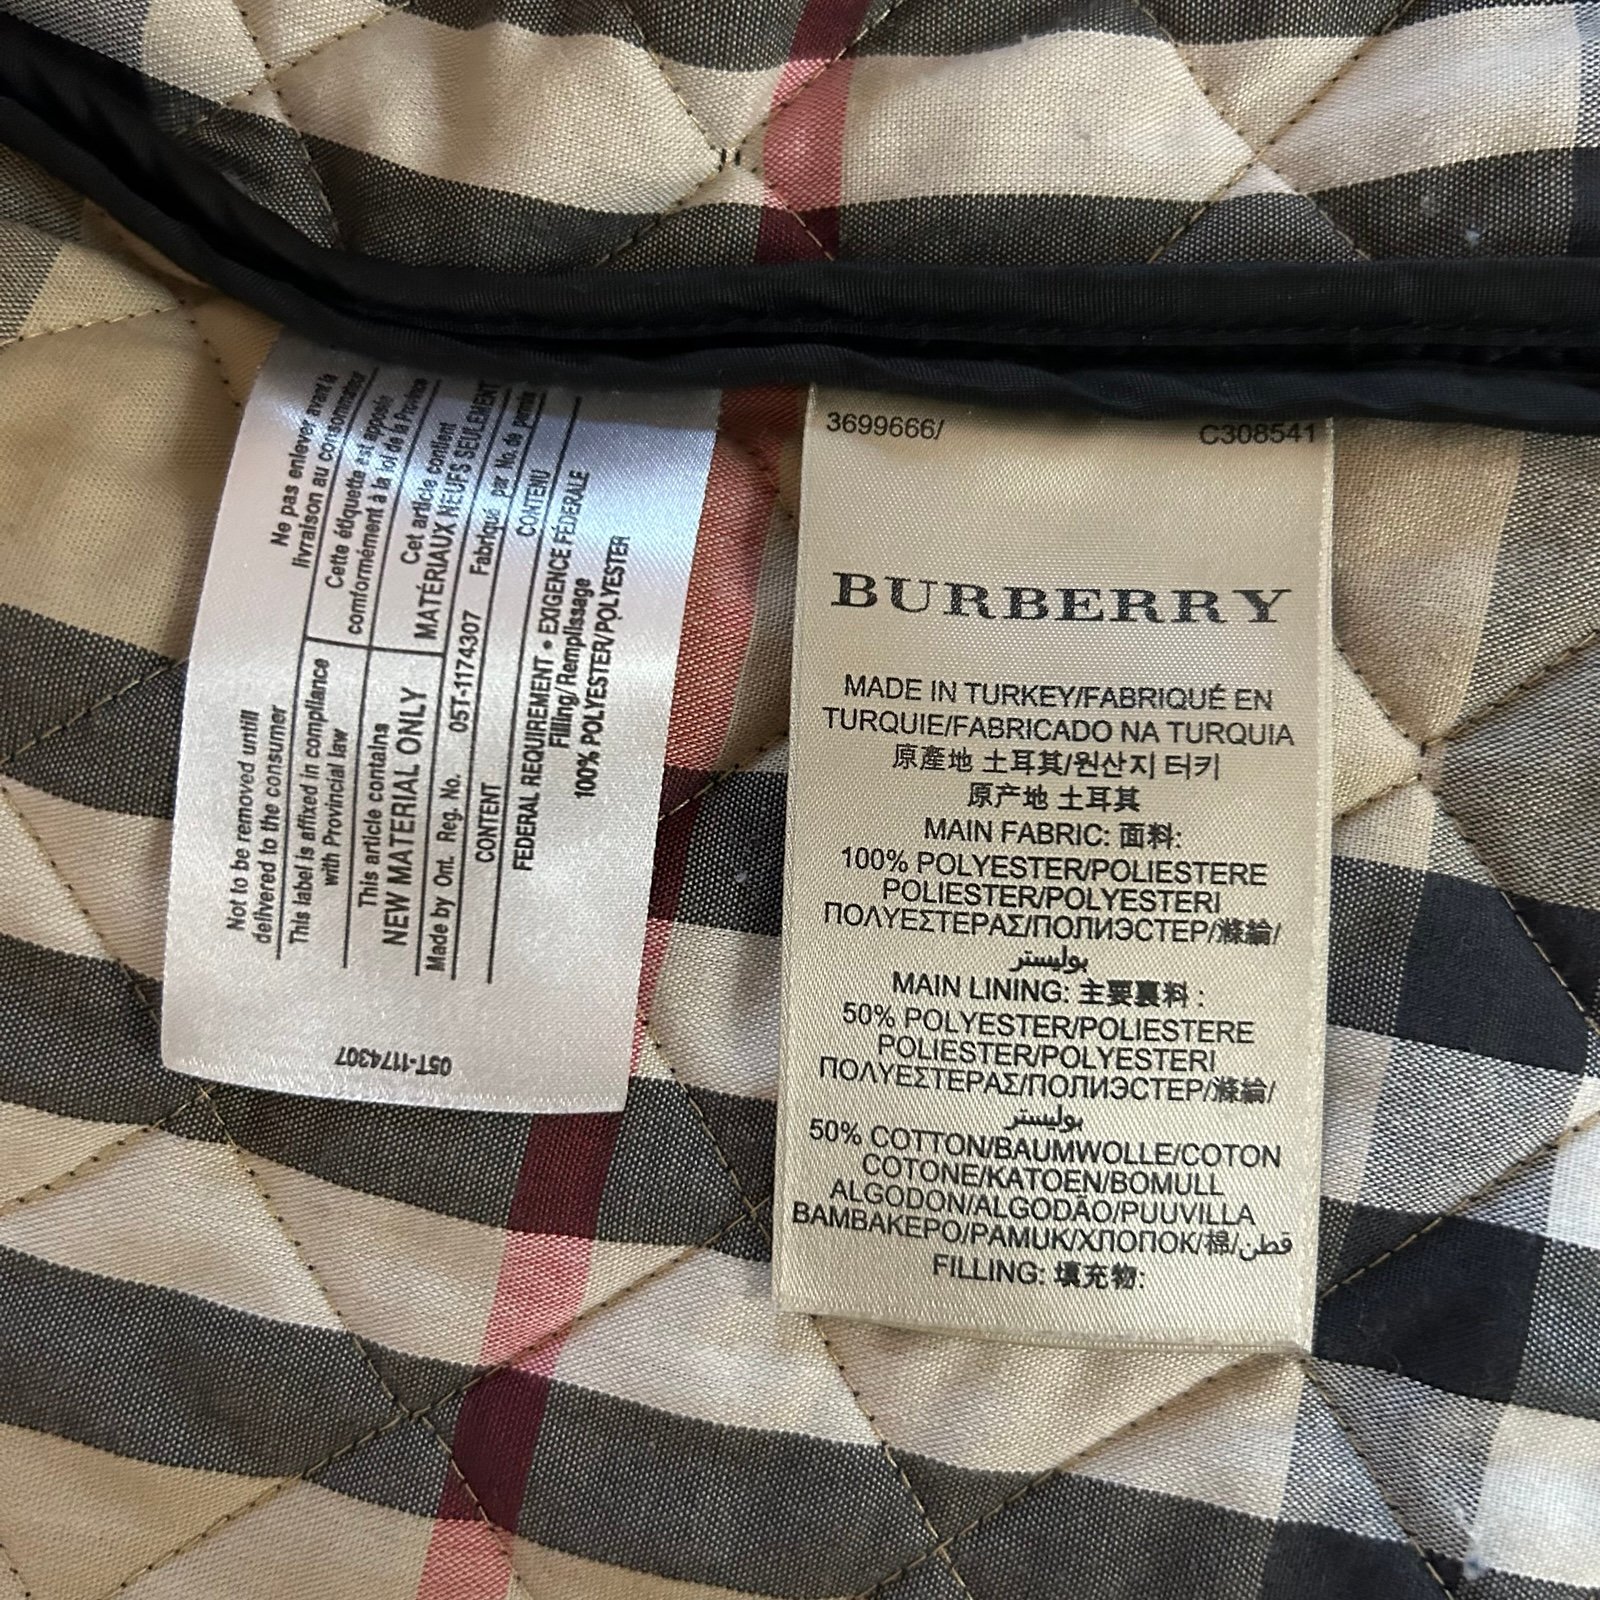 Ne pas enlever avant la
livraison au consommateur
Cette étiquette est apposée
conformément à la loi de la Province
Cet article contient
MATÉRIAUX NEUFS SEULEMENT
Fabriqué par No. de permis
CONTENU
Not to be removed untill
delivered to the consumer
This label is affixed in compliance
with Provincial law
This article contains
NEW MATERIAL ONLY
Made by Ont. Reg. No. 05T-1174307
CONTENT
FEDERAL REQUIREMENT • EXIGENCE FÉDERALE
Filling/Remplissage
100% POLYESTER/POLYESTER
05T-1174307
3699666/ C308541
BURBERRY
MADE IN TURKEY/FABRIQUÉ EN
TURQUIE/FABRICADO NA TURQUIA
原產地 土耳其/원산지 터키
原产地 土耳其
MAIN FABRIC: 面料:
100% POLYESTER/POLIESTERE
POLIESTER/POLYESTERI
ΠΟΛΥΕΣΤΕΡΑΣ/ПОЛИЭСТЕР/滌綸/
بوليستر
MAIN LINING: 主要裏料 :
50% POLYESTER/POLIESTERE
POLIESTER/POLYESTERI
ΠΟΛΥΕΣΤΕΡΑΣ/ПОЛИЭСТЕР/滌綸/
بوليستر
50% COTTON/BAUMWOLLE/COTON
COTONE/KATOEN/BOMULL
ALGODON/ALGODÃO/PUUVILLA
BAMBAKEPO/PAMUK/ХЛОПОК/棉/قطن
FILLING: 填充物: